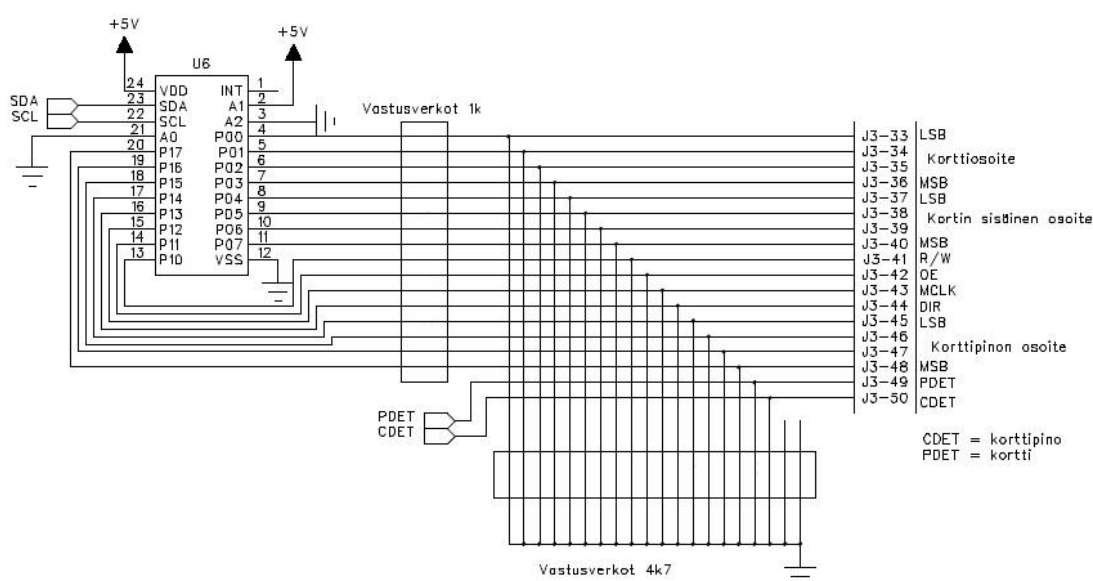 +5V
+5V
U6
24 VDD INT 1
SDA 23 SDA A1 2
SCL 22 SCL A2 3
Vastusverkot 1k
21 A0 P00 4 J3-33 LSB
20 P17 P01 5 J3-34
19 P16 P02 6 J3-35 Korttiosoite
18 P15 P03 7 J3-36 MSB
17 P14 P04 8 J3-37 LSB
16 P13 P05 9 J3-38
15 P12 P06 10 J3-39 Kortin sisäinen osoite
14 P11 P07 11 J3-40 MSB
13 P10 VSS 12 J3-41 R/W
J3-42 OE
J3-43 MCLK
J3-44 DIR
J3-45 LSB
J3-46
J3-47 Korttipinon osoite
J3-48 MSB
J3-49 PDET
J3-50 CDET
PDET
CDET
CDET = korttipino
PDET = kortti
Vastusverkot 4k7